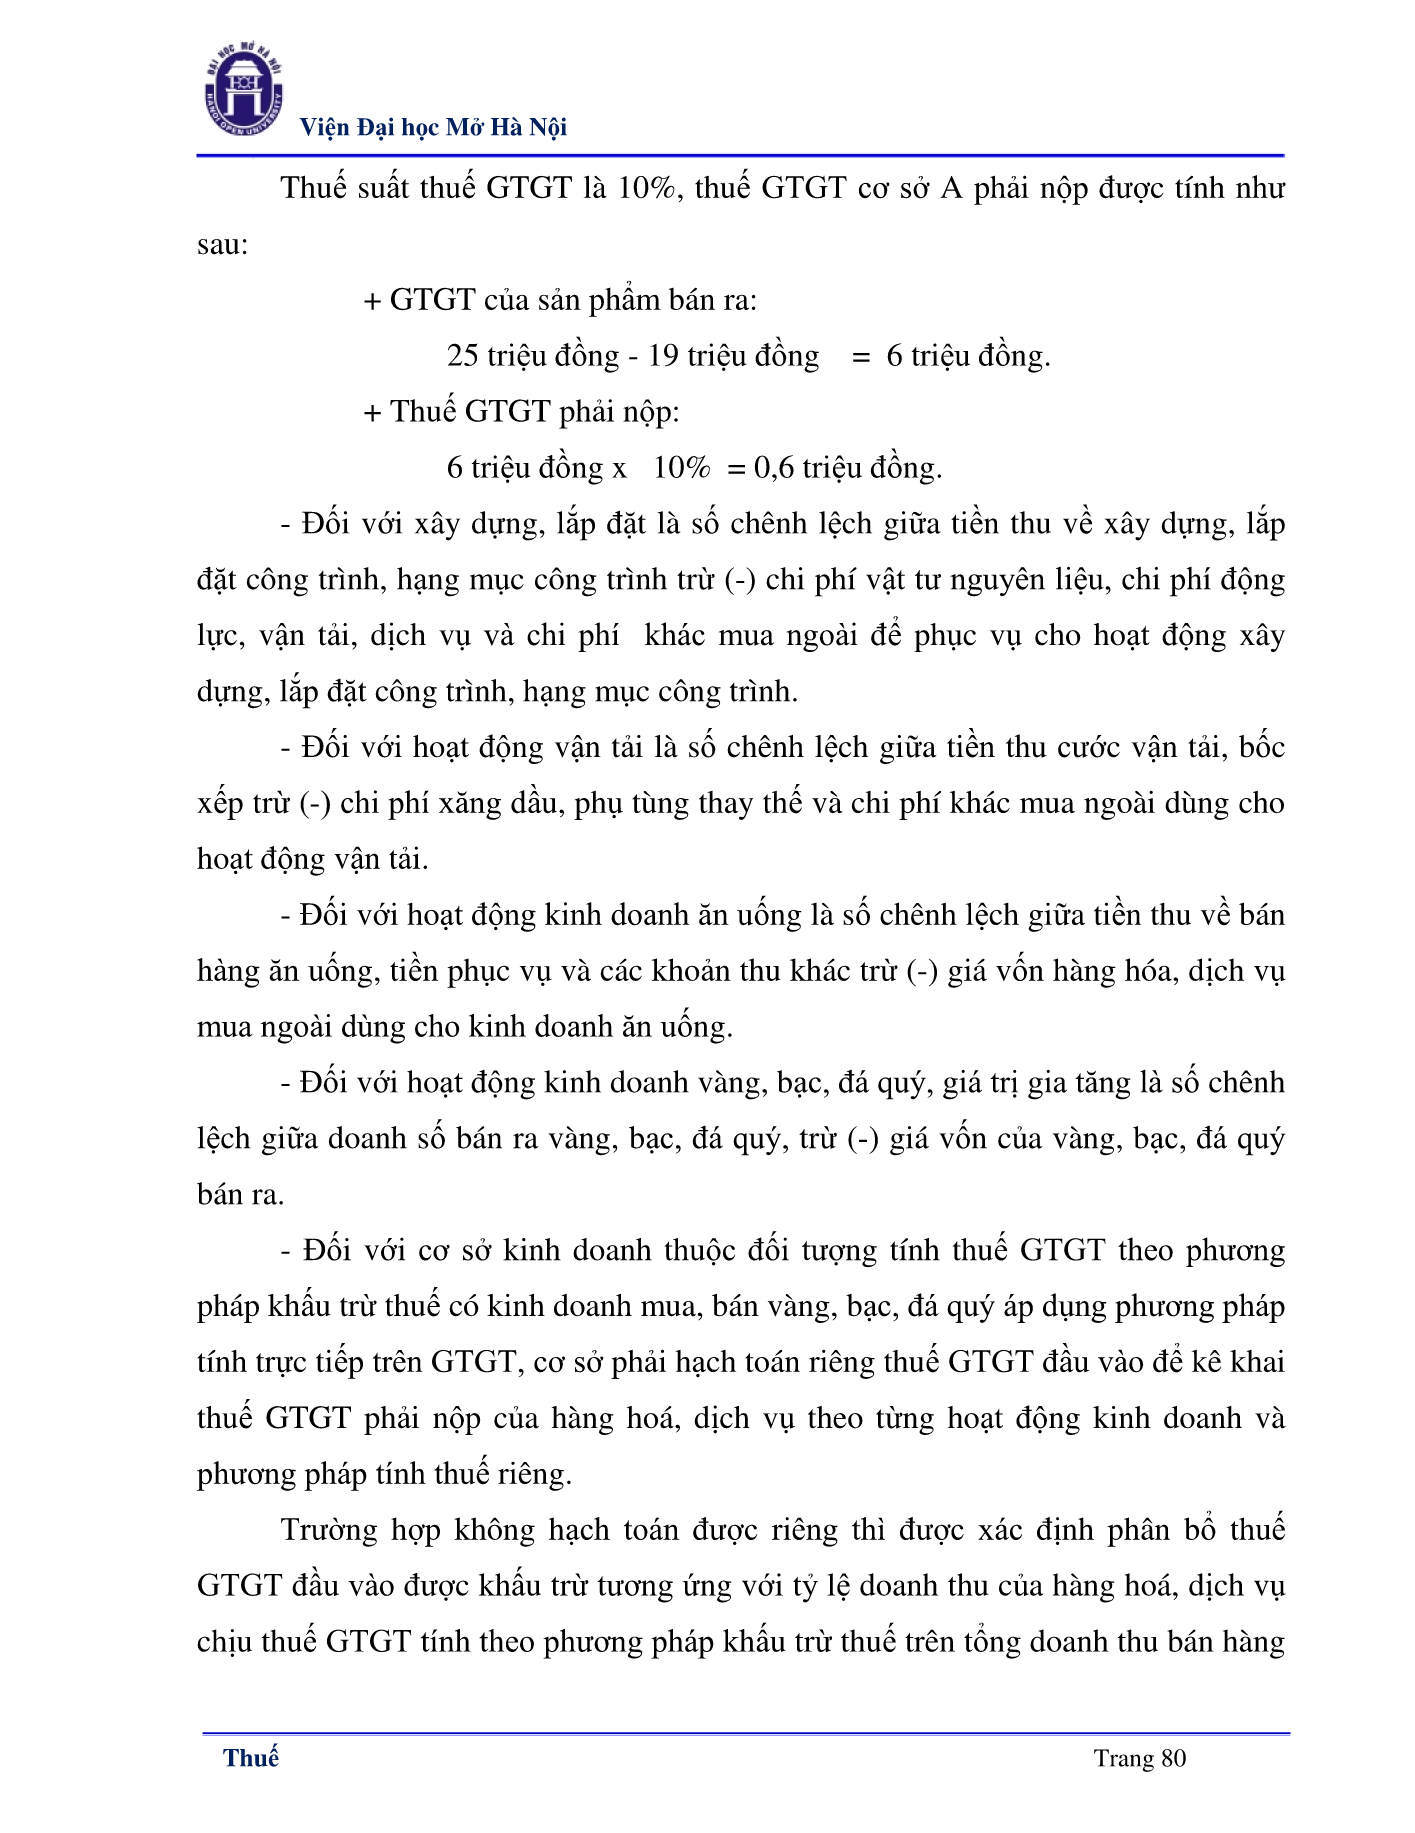 ĐẠI HỌC MỞ HÀ NỘI
HANOI OPEN UNIVERSITY
Viện Đại học Mở Hà Nội
Thuế suất thuế GTGT là 10%, thuế GTGT cơ sở A phải nộp được tính như
sau:
+ GTGT của sản phẩm bán ra:
25 triệu đồng - 19 triệu đồng = 6 triệu đồng.
+ Thuế GTGT phải nộp:
6 triệu đồng x 10% = 0,6 triệu đồng.
- Đối với xây dựng, lắp đặt là số chênh lệch giữa tiền thu về xây dựng, lắp
đặt công trình, hạng mục công trình trừ (-) chi phí vật tư nguyên liệu, chi phí động
lực, vận tải, dịch vụ và chi phí khác mua ngoài để phục vụ cho hoạt động xây
dựng, lắp đặt công trình, hạng mục công trình.
- Đối với hoạt động vận tải là số chênh lệch giữa tiền thu cước vận tải, bốc
xếp trừ (-) chi phí xăng dầu, phụ tùng thay thế và chi phí khác mua ngoài dùng cho
hoạt động vận tải.
- Đối với hoạt động kinh doanh ăn uống là số chênh lệch giữa tiền thu về bán
hàng ăn uống, tiền phục vụ và các khoản thu khác trừ (-) giá vốn hàng hóa, dịch vụ
mua ngoài dùng cho kinh doanh ăn uống.
- Đối với hoạt động kinh doanh vàng, bạc, đá quý, giá trị gia tăng là số chênh
lệch giữa doanh số bán ra vàng, bạc, đá quý, trừ (-) giá vốn của vàng, bạc, đá quý
bán ra.
- Đối với cơ sở kinh doanh thuộc đối tượng tính thuế GTGT theo phương
pháp khấu trừ thuế có kinh doanh mua, bán vàng, bạc, đá quý áp dụng phương pháp
tính trực tiếp trên GTGT, cơ sở phải hạch toán riêng thuế GTGT đầu vào để kê khai
thuế GTGT phải nộp của hàng hoá, dịch vụ theo từng hoạt động kinh doanh và
phương pháp tính thuế riêng.
Trường hợp không hạch toán được riêng thì được xác định phân bổ thuế
GTGT đầu vào được khấu trừ tương ứng với tỷ lệ doanh thu của hàng hoá, dịch vụ
chịu thuế GTGT tính theo phương pháp khấu trừ thuế trên tổng doanh thu bán hàng
Thuế
Trang 80